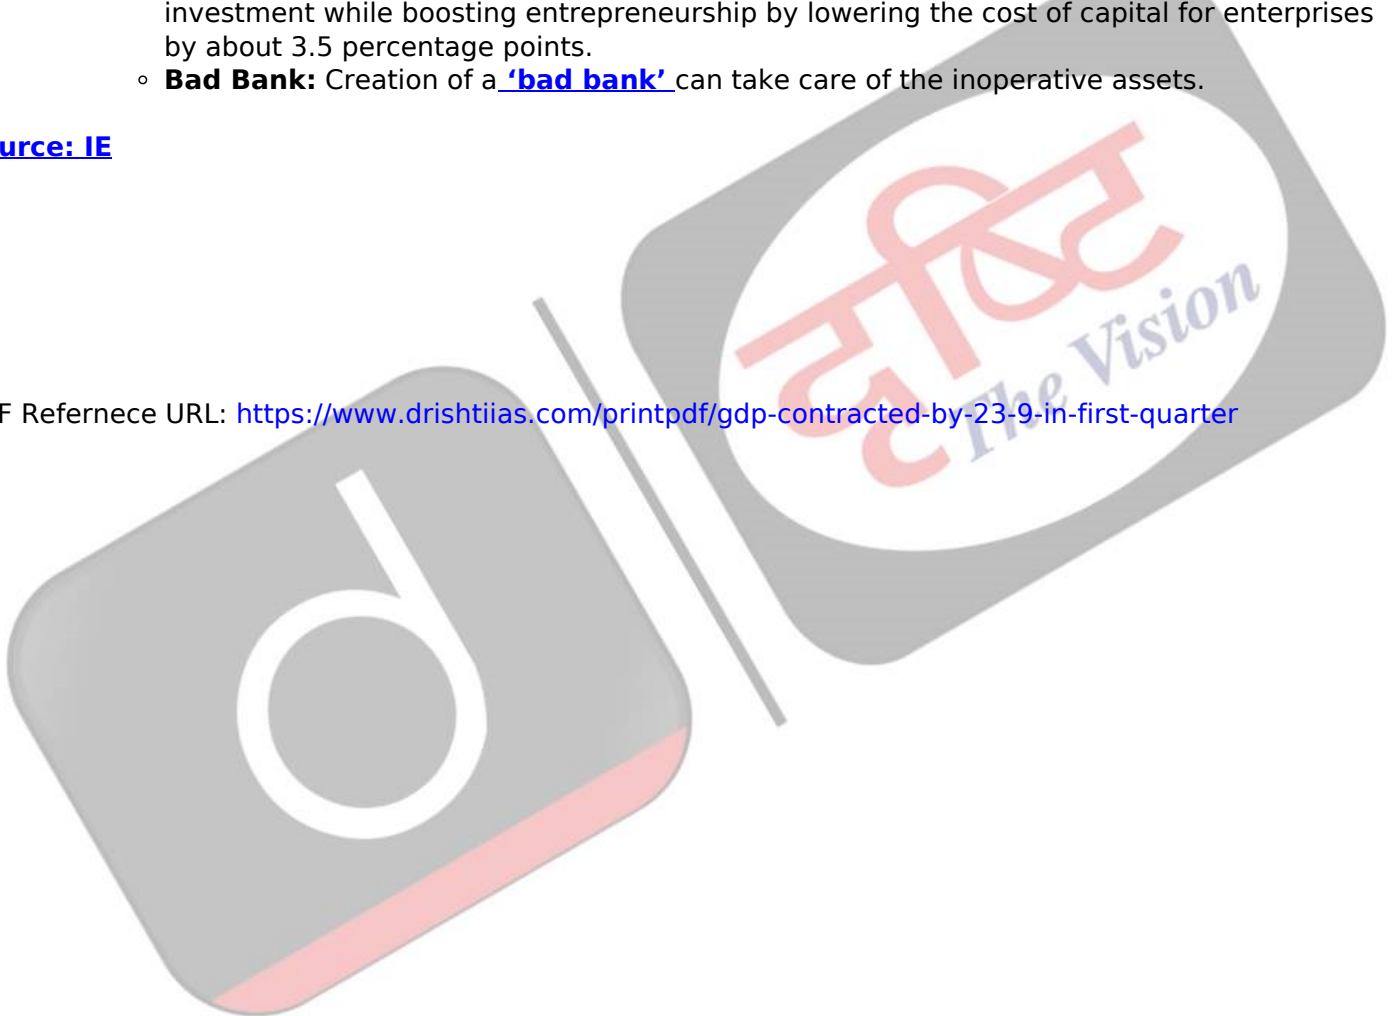 investment while boosting entrepreneurship by lowering the cost of capital for enterprises
by about 3.5 percentage points.
◦ Bad Bank: Creation of a ‘bad bank’ can take care of the inoperative assets.
urce: IE
दृष्टि
The Vision
F Refernece URL: https://www.drishtiias.com/printpdf/gdp-contracted-by-23-9-in-first-quarter
d